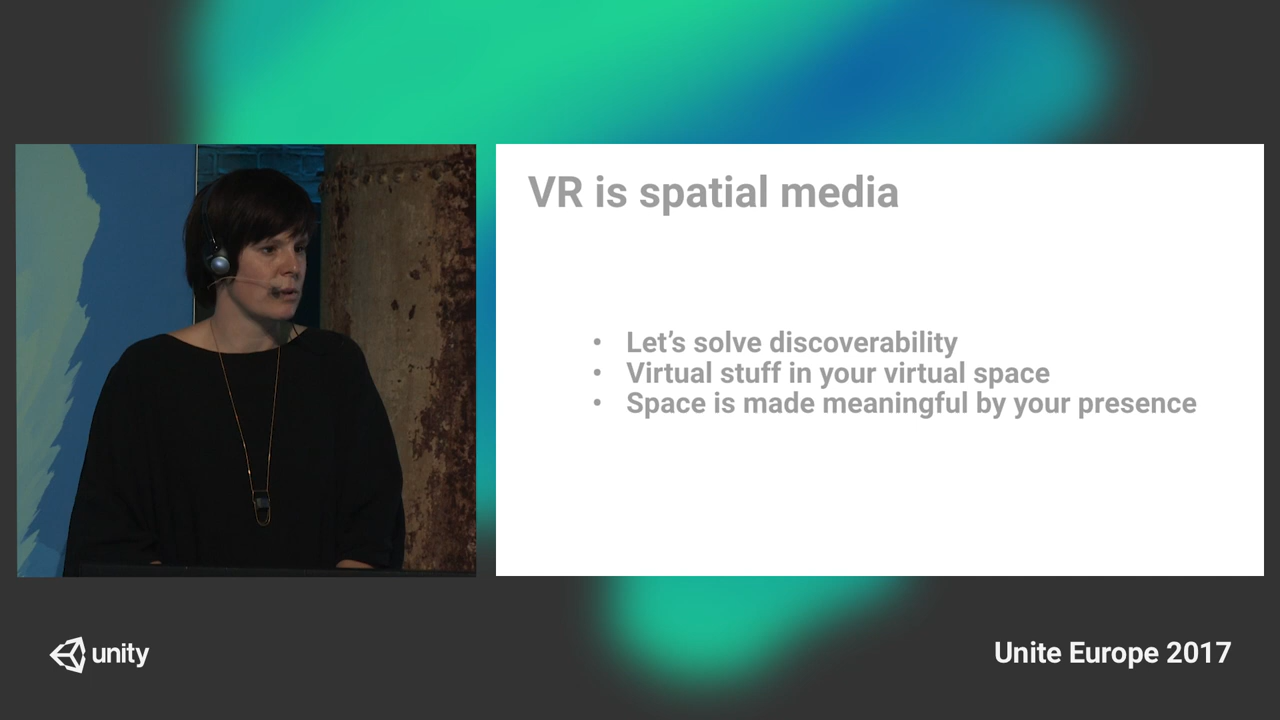 VR is spatial media
• Let's solve discoverability
• Virtual stuff in your virtual space
• Space is made meaningful by your presence
unity
Unite Europe 2017